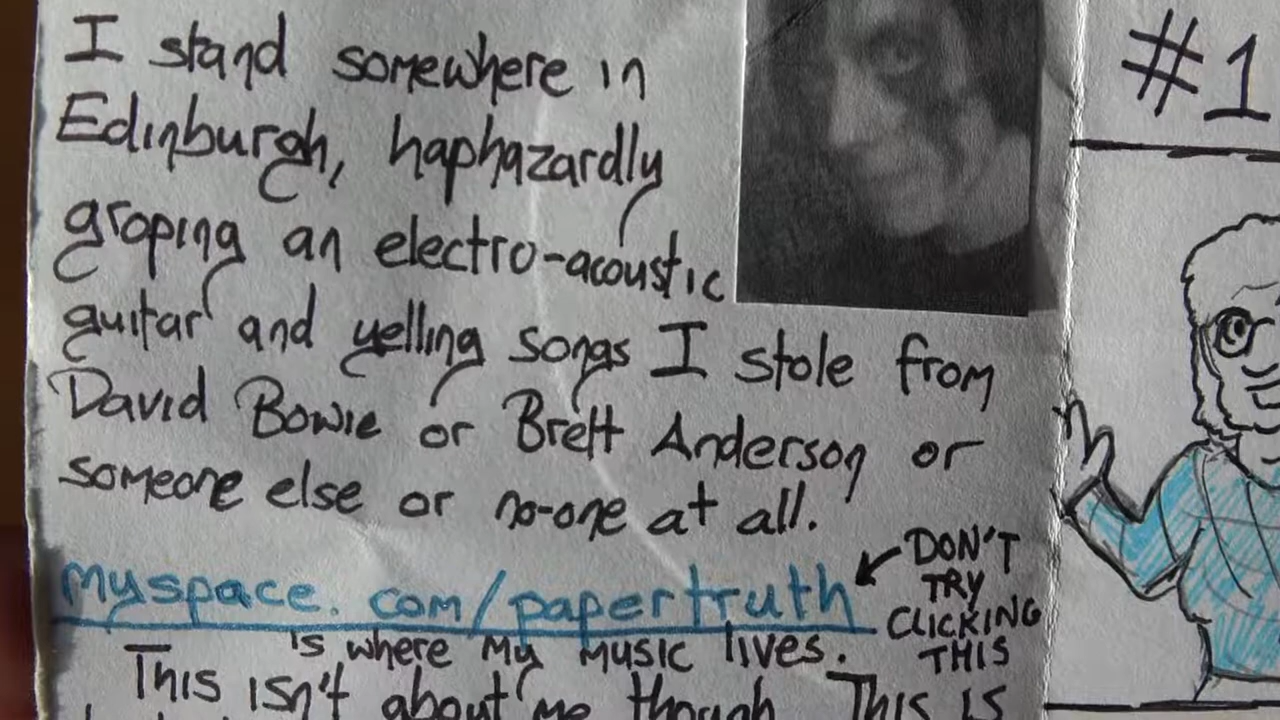 I stand somewhere in
Edinburgh, haphazardly
groping an electro-acoustic
guitar and yelling songs I stole from
David Bowie or Brett Anderson or
someone else or no-one at all.
myspace.com/papertruth
DON'T
TRY
CLICKING
THIS
is where my music lives.
This isn't about me though. This is
#1